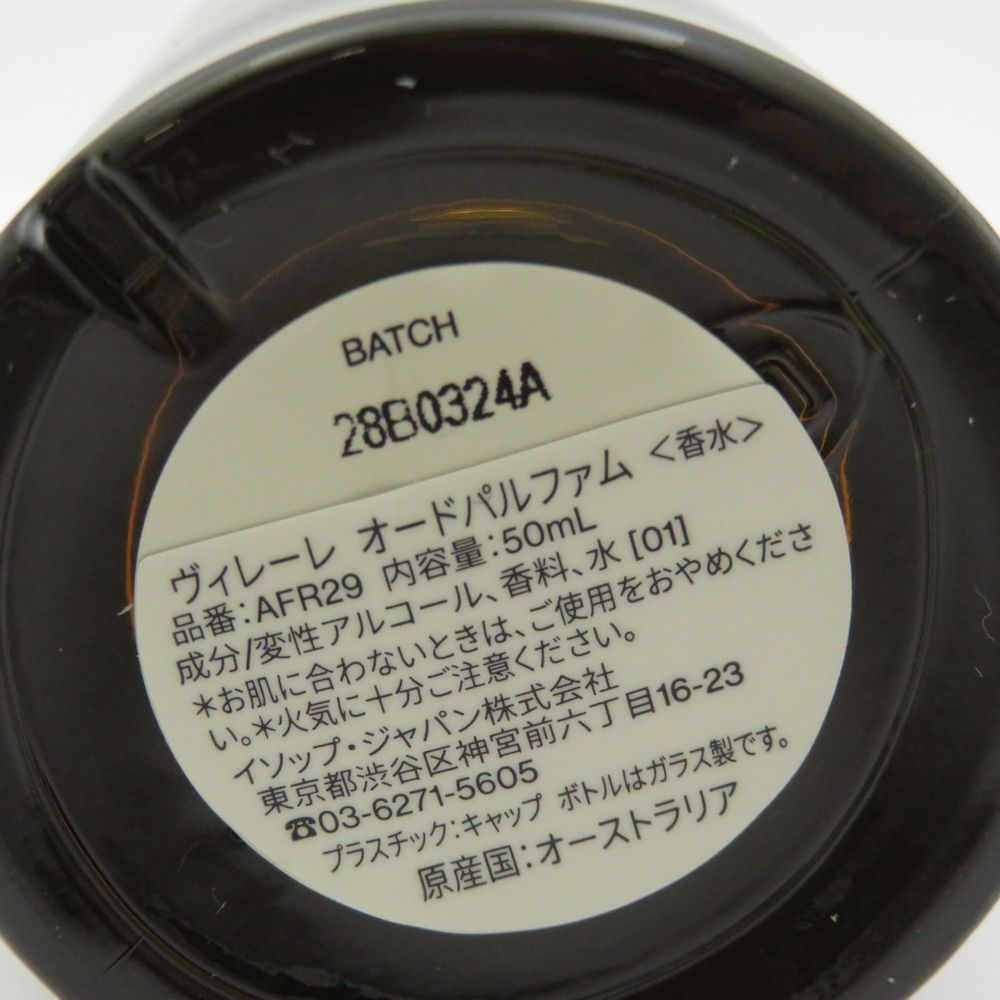 BATCH
28B0324A
ヴィレーレ オードパルファム <香水>
品番:AFR29 内容量:50mL
成分/変性アルコール、香料、水 [01]
*お肌に合わないときは、ご使用をおやめくださ
い。*火気に十分ご注意ください。
イソップ・ジャパン株式会社
東京都渋谷区神宮前六丁目16-23
☎03-6271-5605
プラスチック:キャップ ボトルはガラス製です。
原産国:オーストラリア